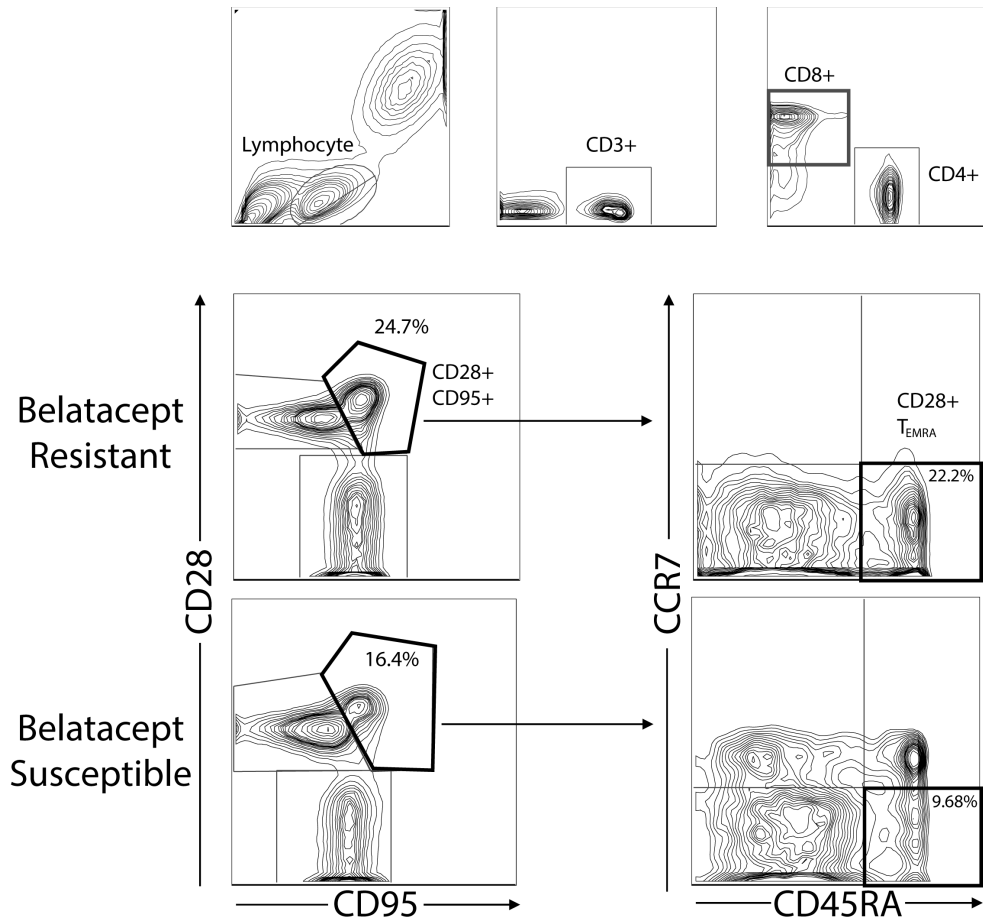 Lymphocyte
CD3+
CD8+
CD4+
Belatacept
Resistant
24.7%
CD28+
CD95+
CD28+
TEMRA
22.2%
CD28
CCR7
Belatacept
Susceptible
16.4%
9.68%
CD95
CD45RA